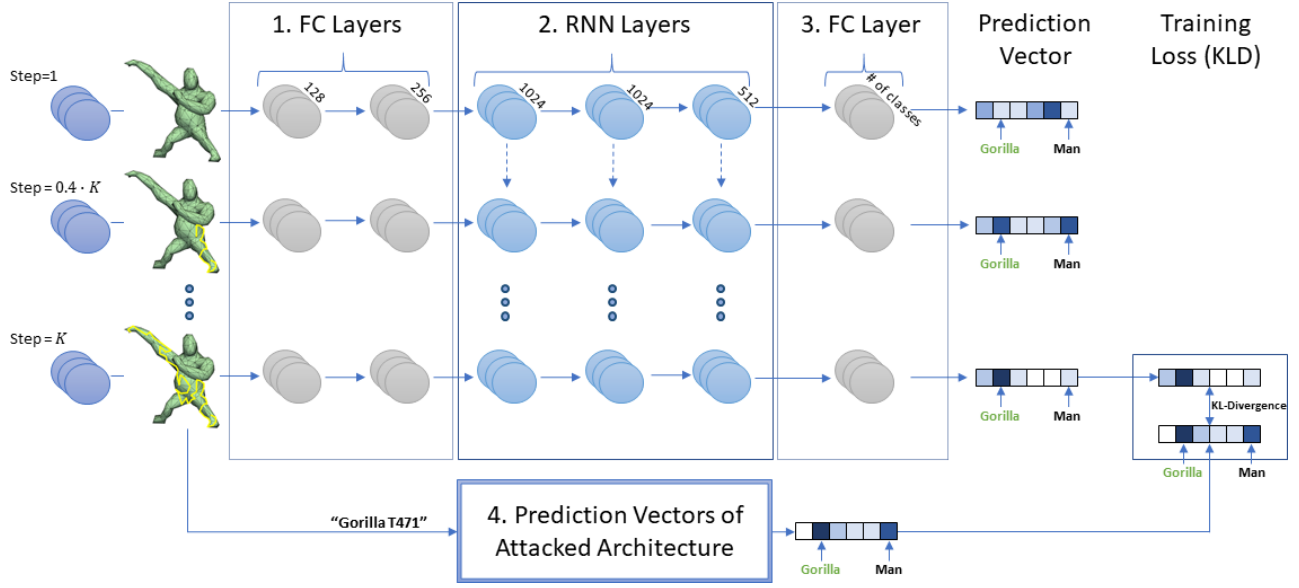 1. FC Layers
2. RNN Layers
3. FC Layer
Prediction
Vector
Training
Loss (KLD)
Step=1
128
256
1024
1024
512
# of classes
Gorilla
Man
Step = 0.4 · K
Gorilla
Man
Step = K
KL-Divergence
Gorilla
Man
Gorilla
Man
"Gorilla T471"
4. Prediction Vectors of
Attacked Architecture
Gorilla
Man